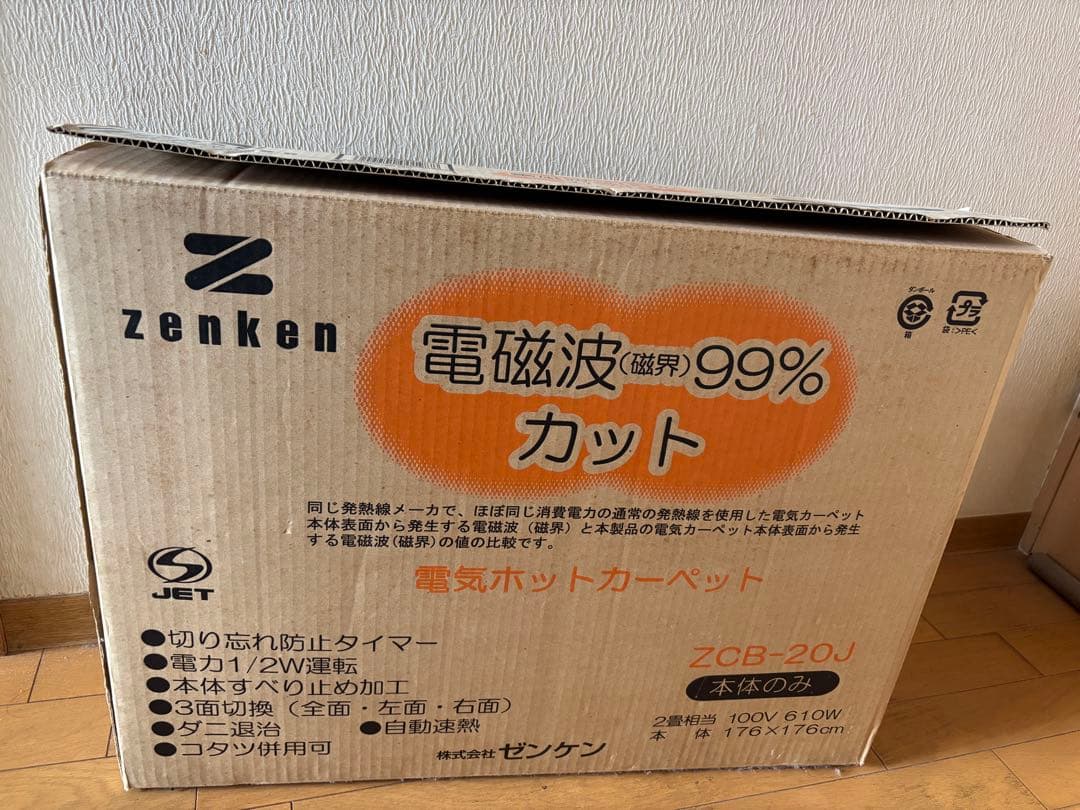 zenken
電磁波(磁界)99%
カット
ダンボール
箱
プラ
袋:>PE<
同じ発熱線メーカで、ほぼ同じ消費電力の通常の発熱線を使用した電気カーペット
本体表面から発生する電磁波(磁界)と本製品の電気カーペット本体表面から発生
する電磁波(磁界)の値の比較です。
S
JET
電気ホットカーペット
●切り忘れ防止タイマー
●電力1/2W運転
●本体すべり止め加工
●3面切換(全面・左面・右面)
●ダニ退治 ●自動速熱
●コタツ併用可
ZCB-20J
本体のみ
2畳相当 100V 610W
本 体 176×176cm
株式会社 ゼンケン